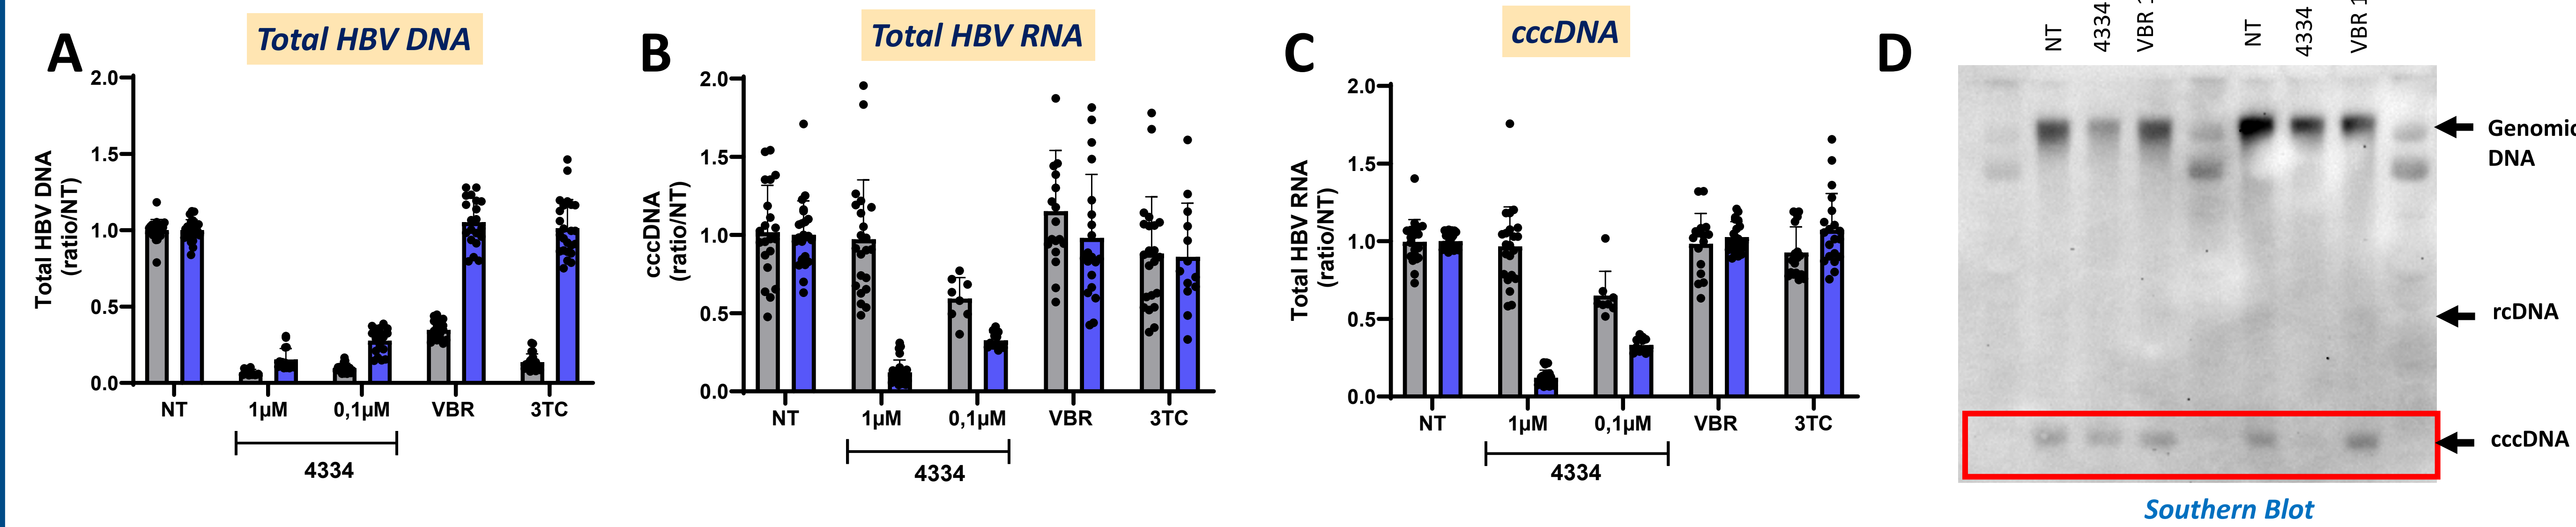 A
Total HBV DNA
Total HBV DNA
(ratio/NT)
2.0
1.5
1.0
0.5
0.0
NT
1µM
0,1µM
VBR
3TC
4334
B
Total HBV RNA
cccDNA
(ratio/NT)
2.0
1.5
1.0
0.5
0.0
NT
1µM
0,1µM
VBR
3TC
4334
C
cccDNA
Total HBV RNA
(ratio/NT)
2.0
1.5
1.0
0.5
0.0
NT
1µM
0,1µM
VBR
3TC
4334
D
NT
4334
VBR 1
NT
4334
VBR 1
Genomic
DNA
rcDNA
cccDNA
Southern Blot